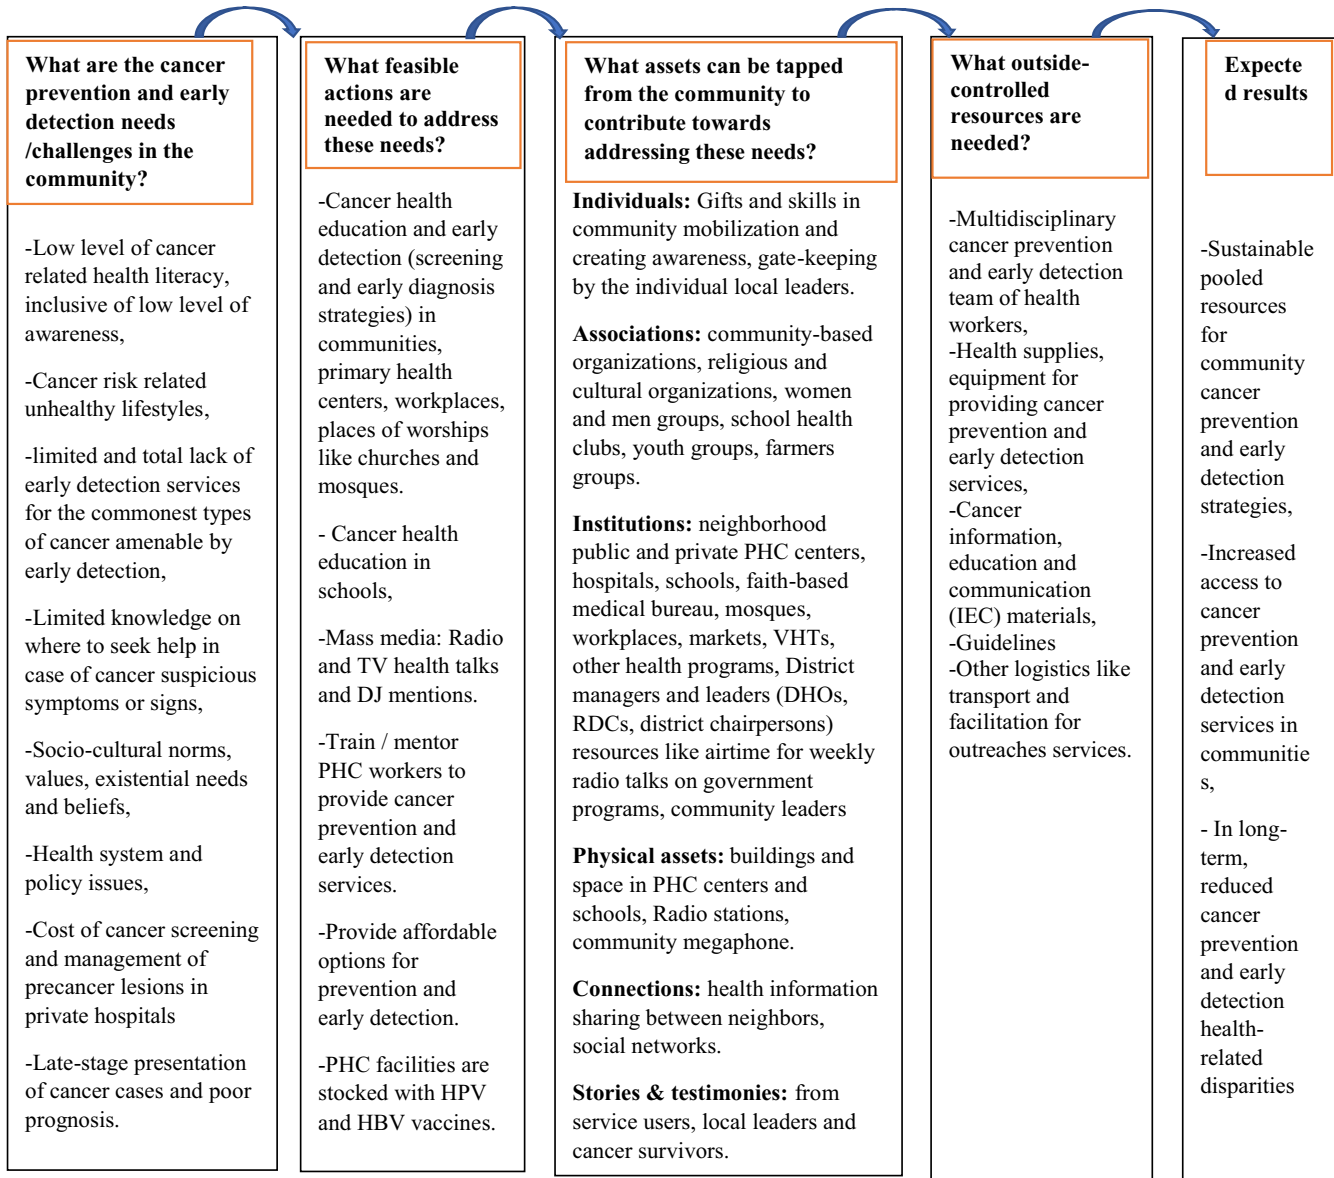 What are the cancer
prevention and early
detection needs
/challenges in the
community?
-Low level of cancer
related health literacy,
inclusive of low level of
awareness,
-Cancer risk related
unhealthy lifestyles,
-limited and total lack of
early detection services
for the commonest types
of cancer amenable by
early detection,
-Limited knowledge on
where to seek help in
case of cancer suspicious
symptoms or signs,
-Socio-cultural norms,
values, existential needs
and beliefs,
-Health system and
policy issues,
-Cost of cancer screening
and management of
precancer lesions in
private hospitals
-Late-stage presentation
of cancer cases and poor
prognosis.
What feasible
actions are
needed to address
these needs?
-Cancer health
education and early
detection (screening
and early diagnosis
strategies) in
communities,
primary health
centers, workplaces,
places of worships
like churches and
mosques.
- Cancer health
education in
schools,
-Mass media: Radio
and TV health talks
and DJ mentions.
-Train / mentor
PHC workers to
provide cancer
prevention and
early detection
services.
-Provide affordable
options for
prevention and
early detection.
-PHC facilities are
stocked with HPV
and HBV vaccines.
What assets can be tapped
from the community to
contribute towards
addressing these needs?
Individuals: Gifts and skills in
community mobilization and
creating awareness, gate-keeping
by the individual local leaders.
Associations: community-based
organizations, religious and
cultural organizations, women
and men groups, school health
clubs, youth groups, farmers
groups.
Institutions: neighborhood
public and private PHC centers,
hospitals, schools, faith-based
medical bureau, mosques,
workplaces, markets, VHTs,
other health programs, District
managers and leaders (DHOs,
RDCs, district chairpersons)
resources like airtime for weekly
radio talks on government
programs, community leaders
Physical assets: buildings and
space in PHC centers and
schools, Radio stations,
community megaphone.
Connections: health information
sharing between neighbors,
social networks.
Stories & testimonies: from
service users, local leaders and
cancer survivors.
What outside-
controlled
resources are
needed?
-Multidisciplinary
cancer prevention
and early detection
team of health
workers,
-Health supplies,
equipment for
providing cancer
prevention and
early detection
services,
-Cancer
information,
education and
communication
(IEC) materials,
-Guidelines
-Other logistics like
transport and
facilitation for
outreaches services.
Expecte
d results
-Sustainable
pooled
resources
for
community
cancer
prevention
and early
detection
strategies,
-Increased
access to
cancer
prevention
and early
detection
services in
communitie
s,
- In long-
term,
reduced
cancer
prevention
and early
detection
health-
related
disparities